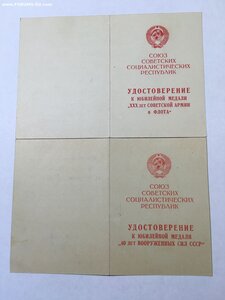 СОЮЗ
СОВЕТСКИХ
СОЦИАЛИСТИЧЕСКИХ
РЕСПУБЛИК
УДОСТОВЕРЕНИЕ
К ЮБИЛЕЙНОЙ МЕДАЛИ
„XXX ЛЕТ СОВЕТСКОЙ АРМИИ
и ФЛОТА“
СОЮЗ
СОВЕТСКИХ
СОЦИАЛИСТИЧЕСКИХ
РЕСПУБЛИК
УДОСТОВЕРЕНИЕ
К ЮБИЛЕЙНОЙ МЕДАЛИ
„40 ЛЕТ ВООРУЖЕННЫХ СИЛ СССР“